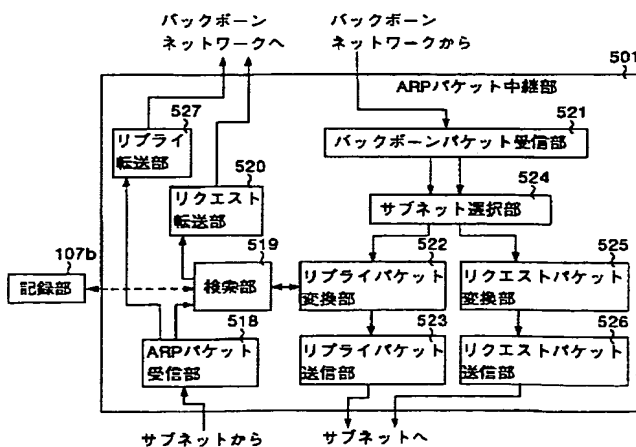 バックボーン
ネットワークへ
バックボーン
ネットワークから
501
ARPパケット中継部
527
リプライ
転送部
521
バックボーンパケット受信部
520
リクエスト
転送部
524
サブネット選択部
107b
記録部
519
検索部
522
リプライパケット
変換部
525
リクエストパケット
変換部
518
ARPパケット
受信部
523
リプライパケット
送信部
526
リクエストパケット
送信部
サブネットから
サブネットへ